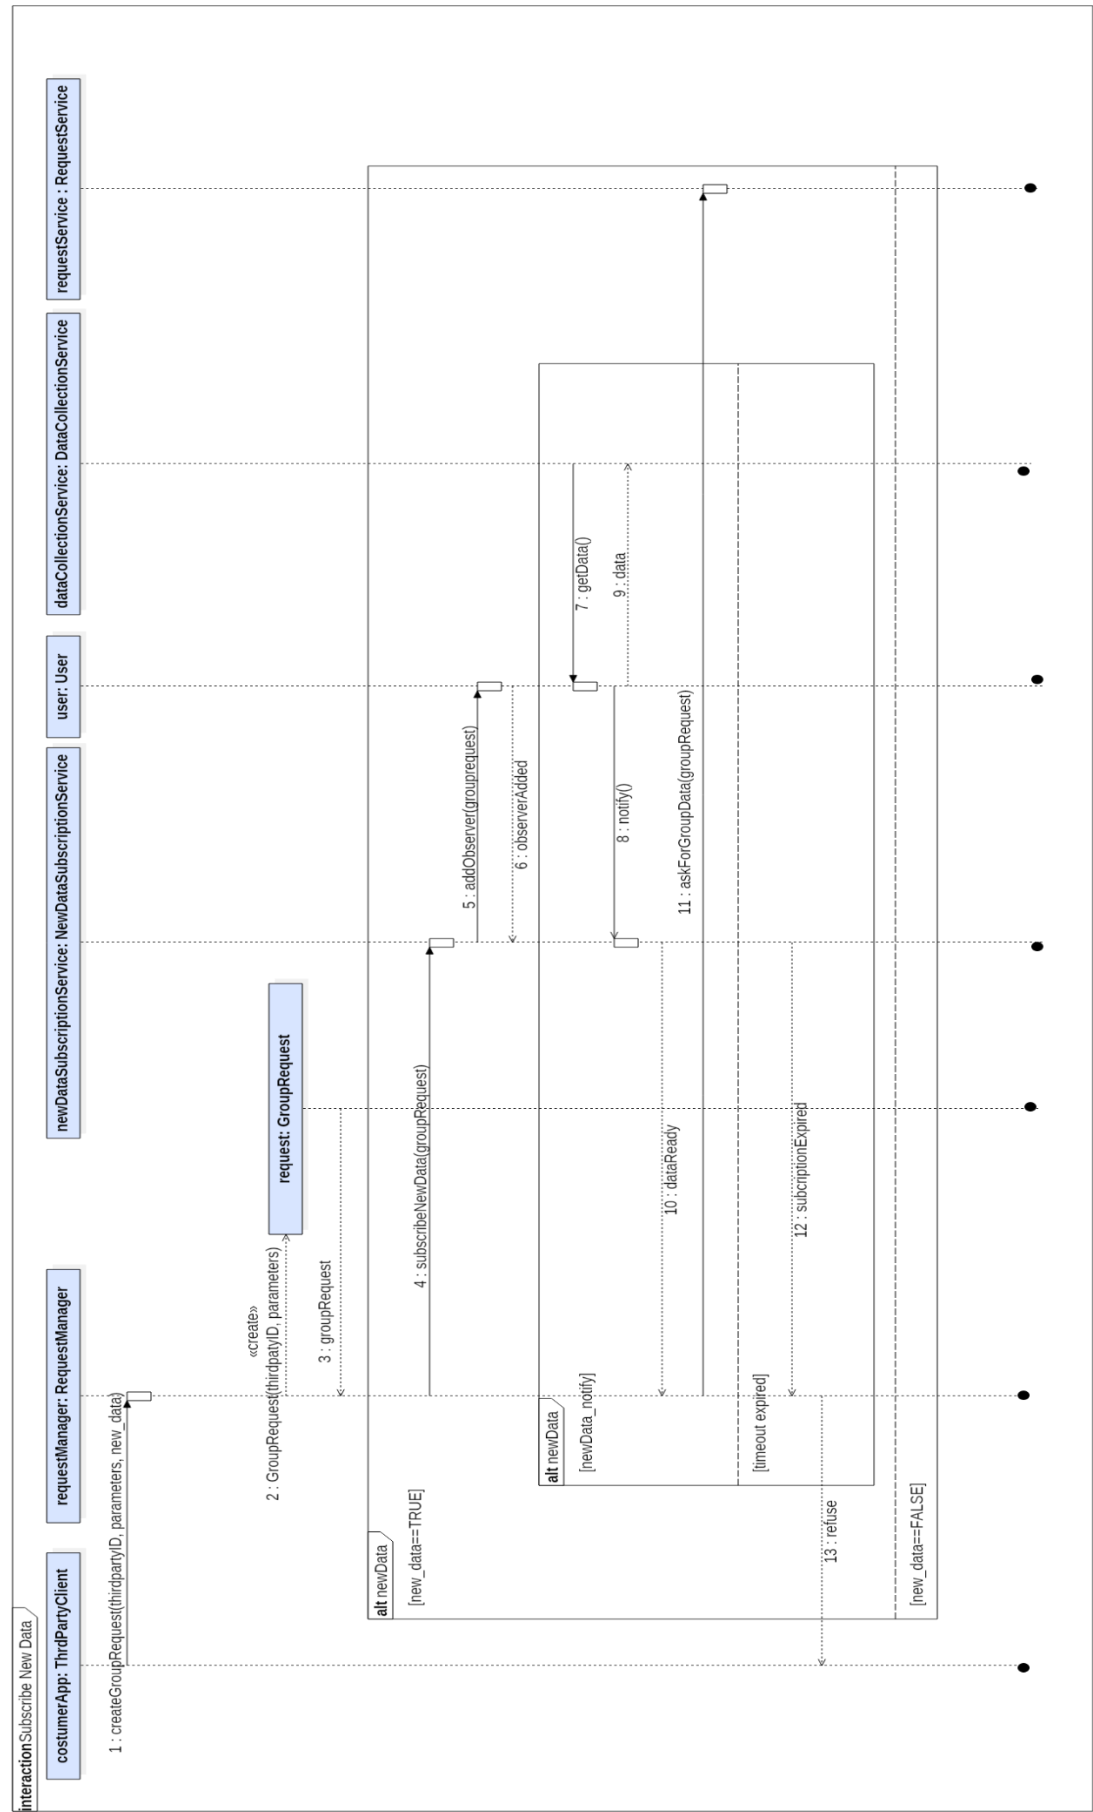 interaction Subscribe New Data
costumerApp: ThrdPartyClient
requestManager: RequestManager
newDataSubscriptionService: NewDataSubscriptionService
user: User
dataCollectionService: DataCollectionService
requestService : RequestService
1 : createGroupRequest(thirdpartyID, parameters, new_data)
«create»
2 : GroupRequest(thirdpatyID, parameters)
request: GroupRequest
3 : groupRequest
alt newData
[new_data==TRUE]
4 : subscribeNewData(groupRequest)
5 : addObserver(grouprequest)
6 : observerAdded
alt newData
[newData_notify]
7 : getData()
8 : notify()
9 : data
10 : dataReady
11 : askForGroupData(groupRequest)
[timeout expired]
12 : subcriptionExpired
13 : refuse
[new_data==FALSE]